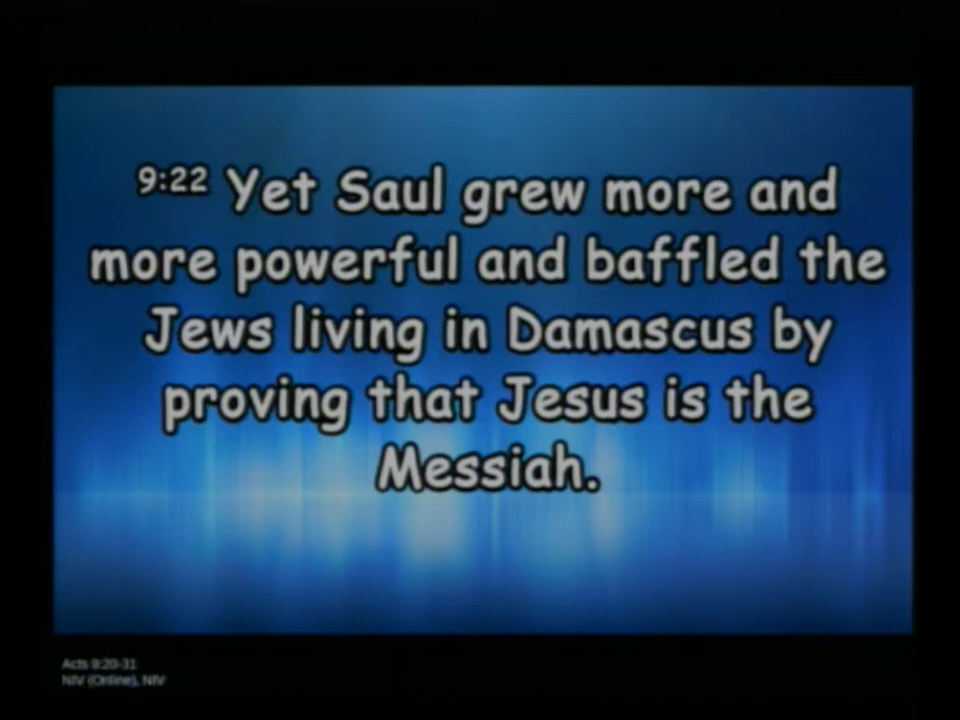 9:22 Yet Saul grew more and
more powerful and baffled the
Jews living in Damascus by
proving that Jesus is the
Messiah.
Acts 9:20-31
NIV (Online), NIV